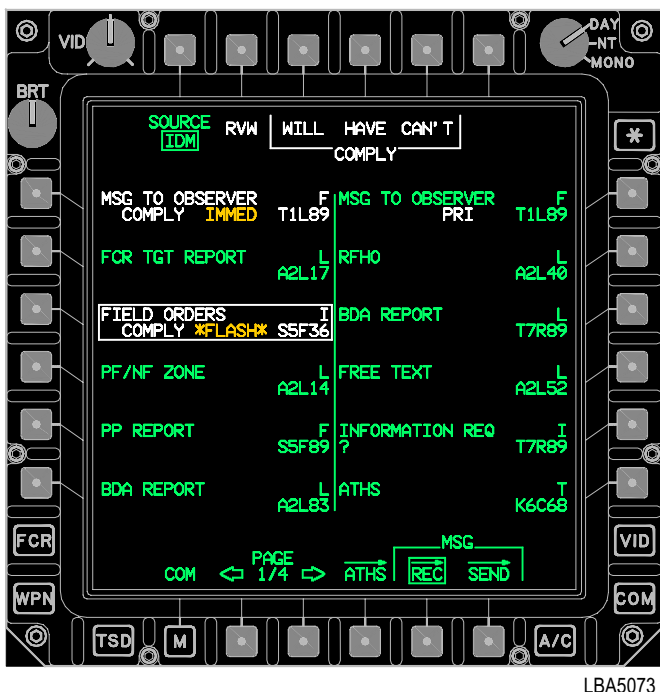 VID
DAY
NT
MONO
BRT
*
SOURCE
IDM
RVW
WILL HAVE CAN'T
COMPLY
MSG TO OBSERVER F
COMPLY IMMED T1L89
MSG TO OBSERVER F
PRI T1L89
FCR TGT REPORT L
A2L17
RFHO L
A2L40
FIELD ORDERS I
COMPLY *FLASH* S5F36
BDA REPORT L
T7R89
PF/NF ZONE L
A2L14
FREE TEXT L
A2L52
PP REPORT F
S5F89
INFORMATION REQ I
? T7R89
BDA REPORT L
A2L83
ATHS T
K6C68
FCR
VID
MSG
COM
PAGE
1/4
ATHS
REC
SEND
WPN
COM
TSD
M
A/C
LBA5073